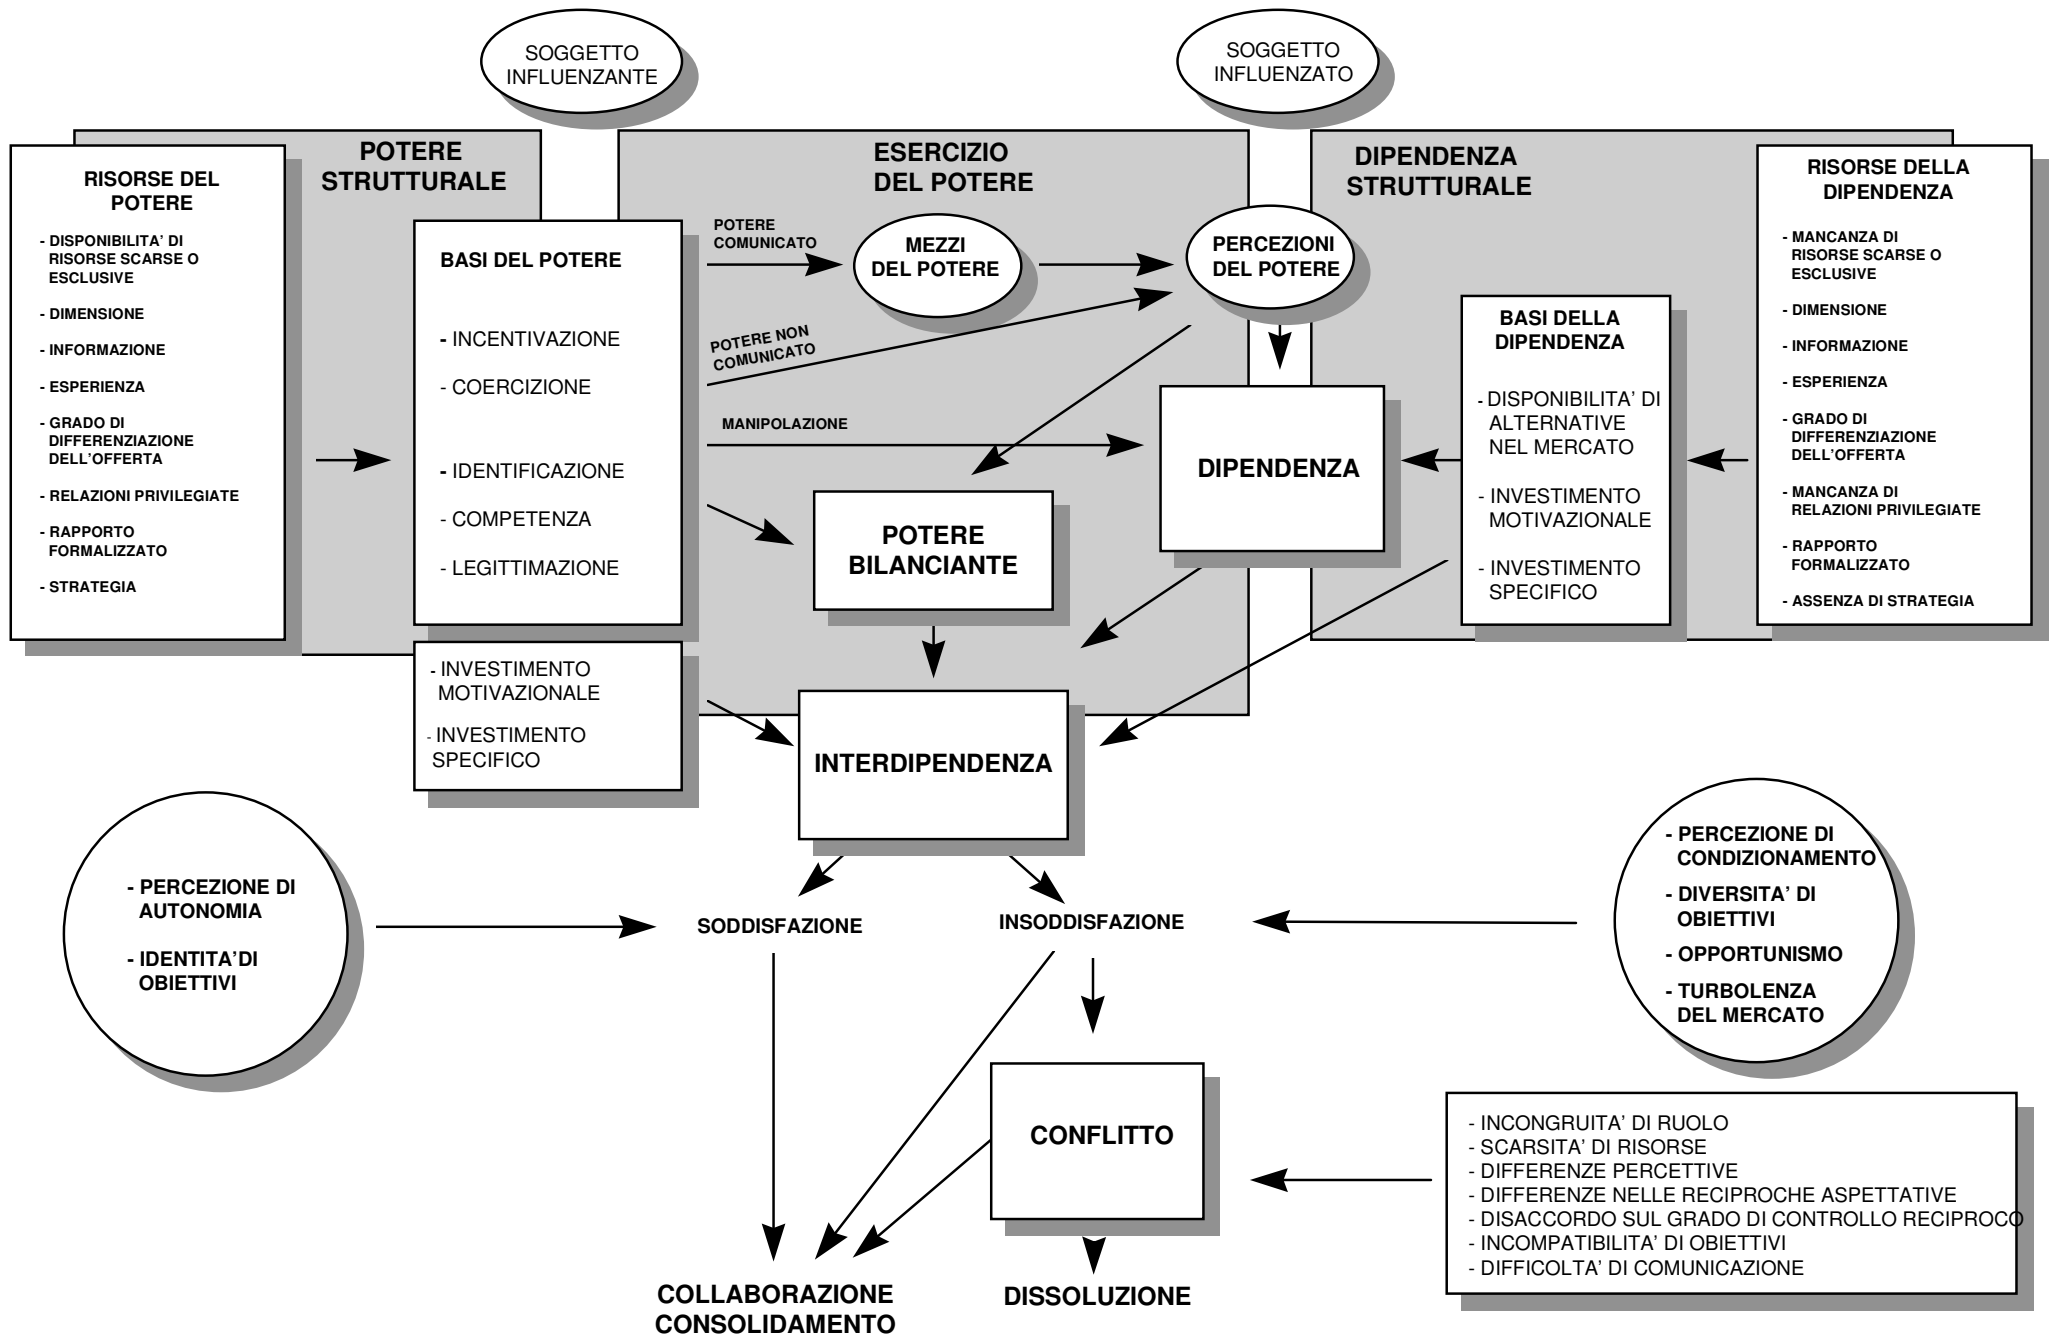 SOGGETTO
INFLUENZANTE
SOGGETTO
INFLUENZATO
POTERE
STRUTTURALE
ESERCIZIO
DEL POTERE
DIPENDENZA
STRUTTURALE
RISORSE DEL
POTERE
- DISPONIBILITA' DI
RISORSE SCARSE O
ESCLUSIVE
- DIMENSIONE
- INFORMAZIONE
- ESPERIENZA
- GRADO DI
DIFFERENZIAZIONE
DELL'OFFERTA
- RELAZIONI PRIVILEGIATE
- RAPPORTO
FORMALIZZATO
- STRATEGIA
BASI DEL POTERE
- INCENTIVAZIONE
- COERCIZIONE
- IDENTIFICAZIONE
- COMPETENZA
- LEGITTIMAZIONE
- INVESTIMENTO
MOTIVAZIONALE
- INVESTIMENTO
SPECIFICO
POTERE
COMUNICATO
MEZZI
DEL POTERE
PERCEZIONI
DEL POTERE
POTERE NON
COMUNICATO
MANIPOLAZIONE
POTERE
BILANCIANTE
DIPENDENZA
BASI DELLA
DIPENDENZA
- DISPONIBILITA' DI
ALTERNATIVE
NEL MERCATO
- INVESTIMENTO
MOTIVAZIONALE
- INVESTIMENTO
SPECIFICO
RISORSE DELLA
DIPENDENZA
- MANCANZA DI
RISORSE SCARSE O
ESCLUSIVE
- DIMENSIONE
- INFORMAZIONE
- ESPERIENZA
- GRADO DI
DIFFERENZIAZIONE
DELL'OFFERTA
- MANCANZA DI
RELAZIONI PRIVILEGIATE
- RAPPORTO
FORMALIZZATO
- ASSENZA DI STRATEGIA
INTERDIPENDENZA
- PERCEZIONE DI
AUTONOMIA
- IDENTITA'DI
OBIETTIVI
SODDISFAZIONE
INSODDISFAZIONE
- PERCEZIONE DI
CONDIZIONAMENTO
- DIVERSITA' DI
OBIETTIVI
- OPPORTUNISMO
- TURBOLENZA
DEL MERCATO
CONFLITTO
- INCONGRUITA' DI RUOLO
- SCARSITA' DI RISORSE
- DIFFERENZE PERCETTIVE
- DIFFERENZE NELLE RECIPROCHE ASPETTATIVE
- DISACCORDO SUL GRADO DI CONTROLLO RECIPROCO
- INCOMPATIBILITA' DI OBIETTIVI
- DIFFICOLTA' DI COMUNICAZIONE
COLLABORAZIONE
CONSOLIDAMENTO
DISSOLUZIONE